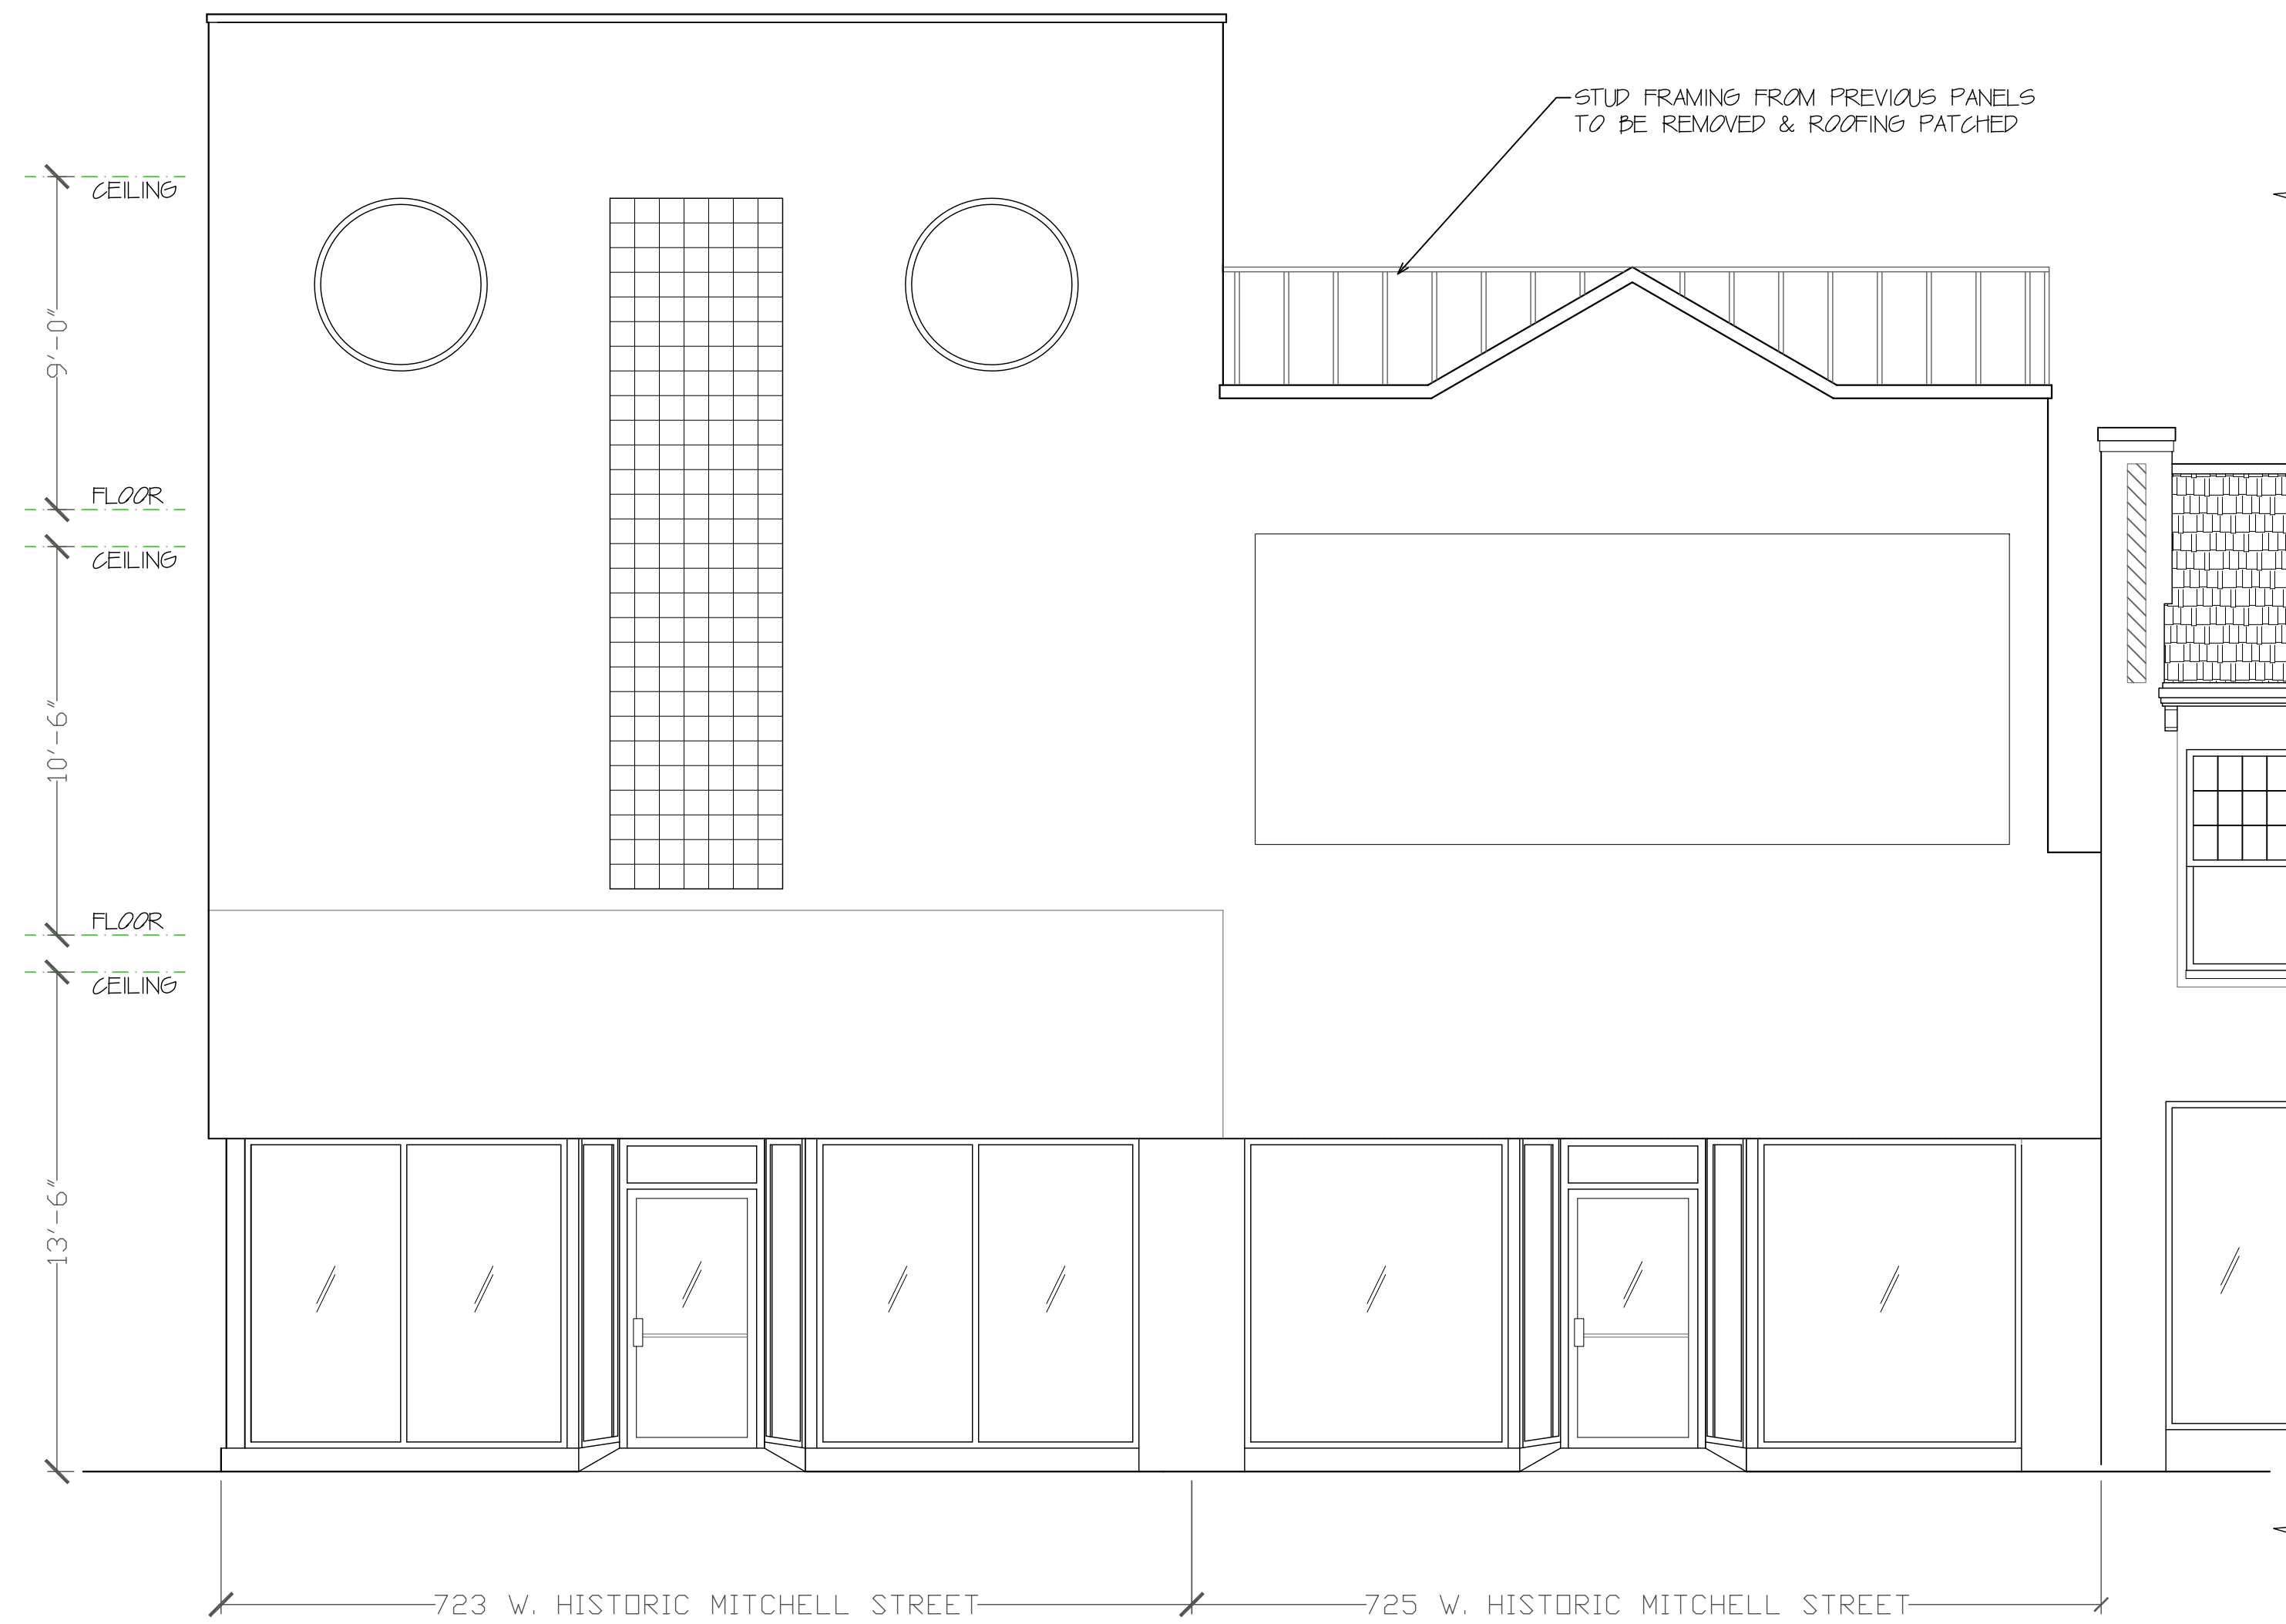 STUD FRAMING FROM PREVIOUS PANELS
TO BE REMOVED & ROOFING PATCHED
CEILING
9'-0"
FLOOR
CEILING
10'-6"
FLOOR
CEILING
13'-6"
723 W. HISTORIC MITCHELL STREET
725 W. HISTORIC MITCHELL STREET